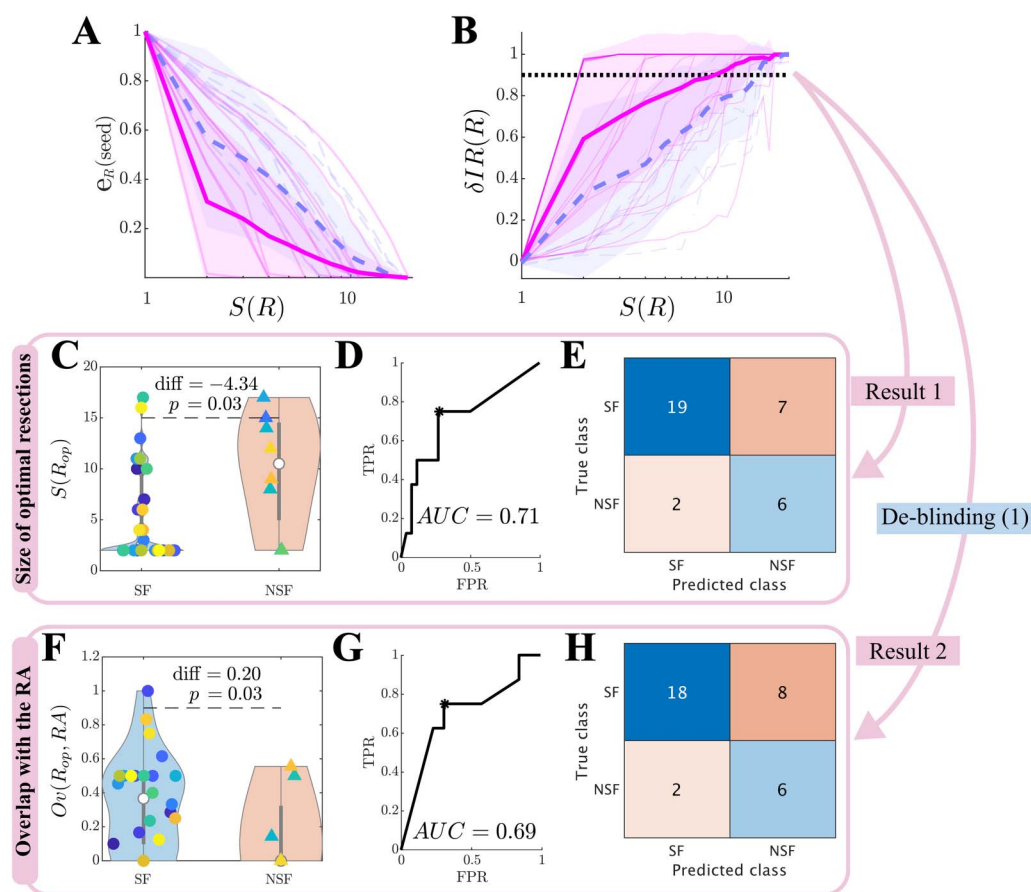 A
B
1
0.8
0.6
0.4
0.2
e_R(seed)
1
10
S(R)
1
0.8
0.6
0.4
0.2
0
δIR(R)
1
10
S(R)
Size of optimal resections
C
20
15
10
5
0
S(R_op)
diff = −4.34
p = 0.03
SF
NSF
D
1
0.8
0.6
0.4
0.2
0
TPR
AUC = 0.71
0
0.5
1
FPR
E
True class
SF
19
7
NSF
2
6
SF
NSF
Predicted class
Result 1
De-blinding (1)
Result 2
Overlap with the RA
F
1.2
1
0.8
0.6
0.4
0.2
0
Ov(R_op, RA)
diff = 0.20
p = 0.03
SF
NSF
G
1
0.8
0.6
0.4
0.2
0
TPR
AUC = 0.69
0
0.5
1
FPR
H
True class
SF
18
8
NSF
2
6
SF
NSF
Predicted class